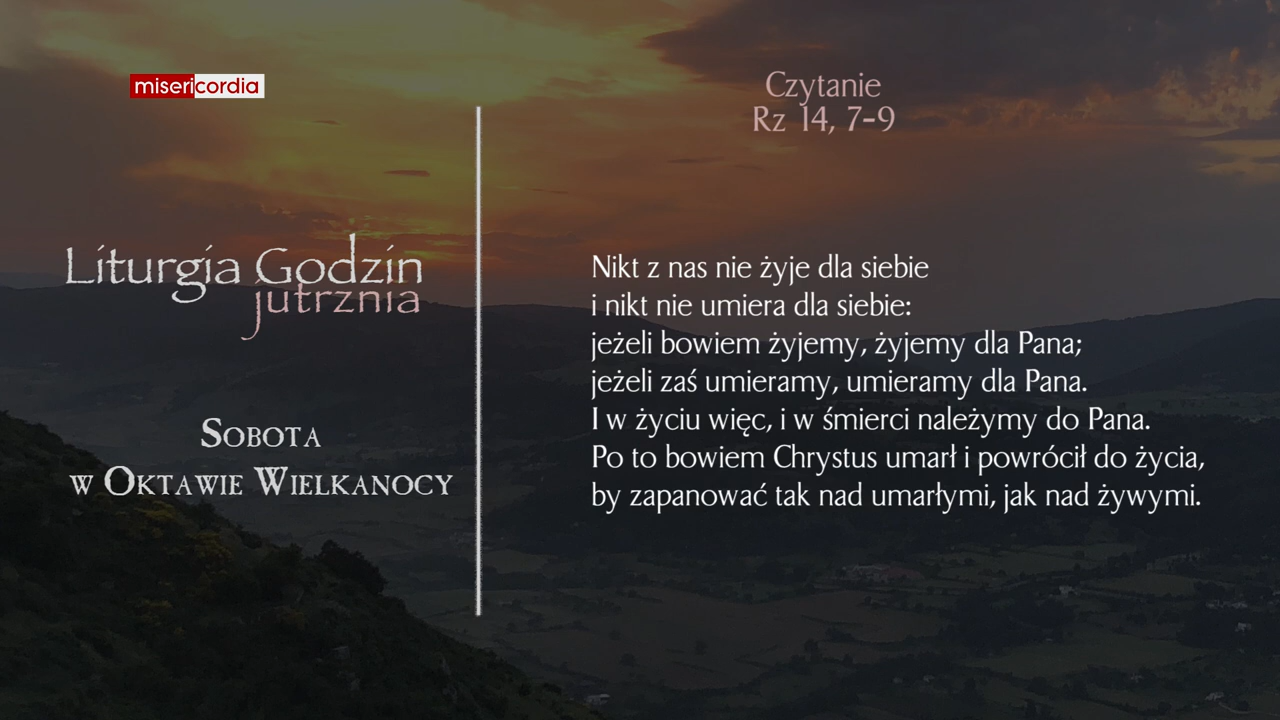 misericordia
Liturgia Godzin
jutrznia
Sobota
w Oktawie Wielkanocy
Czytanie
Rz 14, 7-9
Nikt z nas nie żyje dla siebie
i nikt nie umiera dla siebie:
jeżeli bowiem żyjemy, żyjemy dla Pana;
jeżeli zaś umieramy, umieramy dla Pana.
I w życiu więc, i w śmierci należymy do Pana.
Po to bowiem Chrystus umarł i powrócił do życia,
by zapanować tak nad umarłymi, jak nad żywymi.